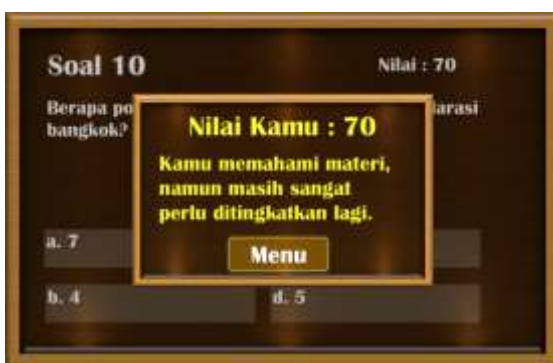 Soal 10
Nilai : 70
Berapa po
larasi
bangkok?
Nilai Kamu : 70
Kamu memahami materi,
namun masih sangat
perlu ditingkatkan lagi.
Menu
a. 7
b. 4
d. 5